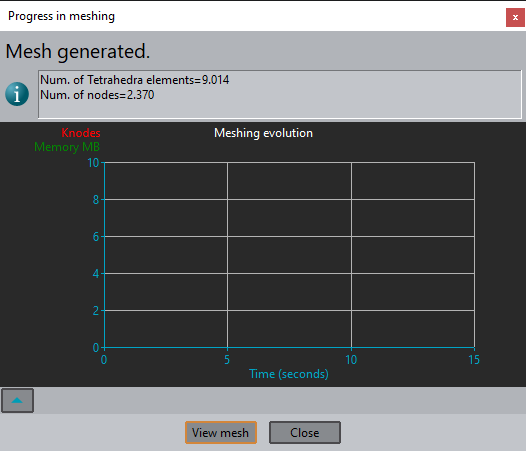 Progress in meshing
x
Mesh generated.
i
Num. of Tetrahedra elements=9.014
Num. of nodes=2.370
Knodes
Meshing evolution
Memory MB
10
8
6
4
2
0
0 5 10 15
Time (seconds)
View mesh Close